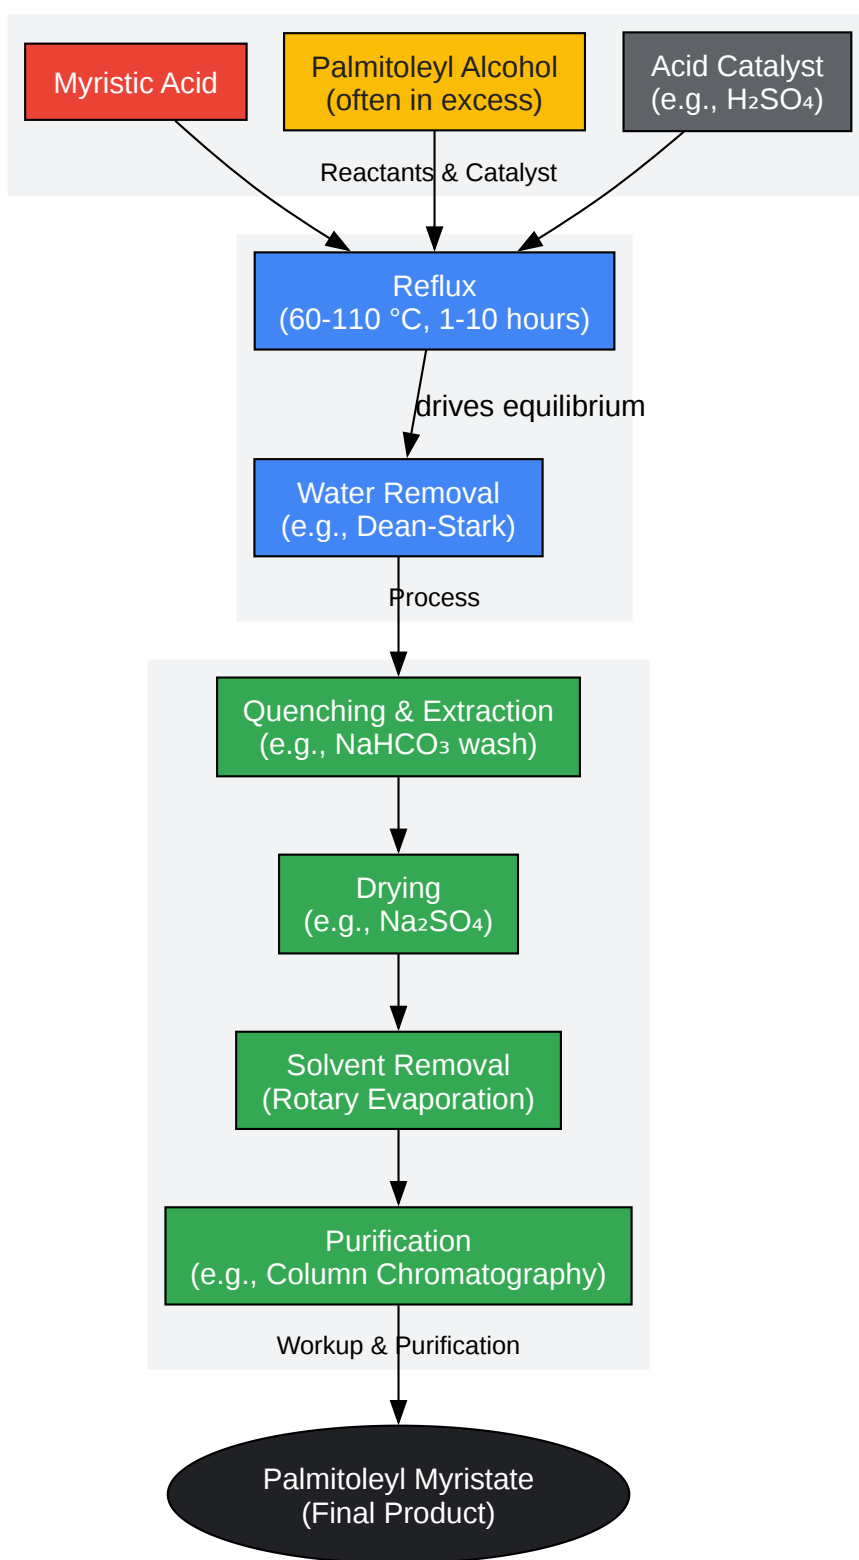 Myristic Acid
Palmitoleyl Alcohol
(often in excess)
Acid Catalyst
(e.g., H₂SO₄)
Reactants & Catalyst
Reflux
(60-110 °C, 1-10 hours)
drives equilibrium
Water Removal
(e.g., Dean-Stark)
Process
Quenching & Extraction
(e.g., NaHCO₃ wash)
Drying
(e.g., Na₂SO₄)
Solvent Removal
(Rotary Evaporation)
Purification
(e.g., Column Chromatography)
Workup & Purification
Palmitoleyl Myristate
(Final Product)